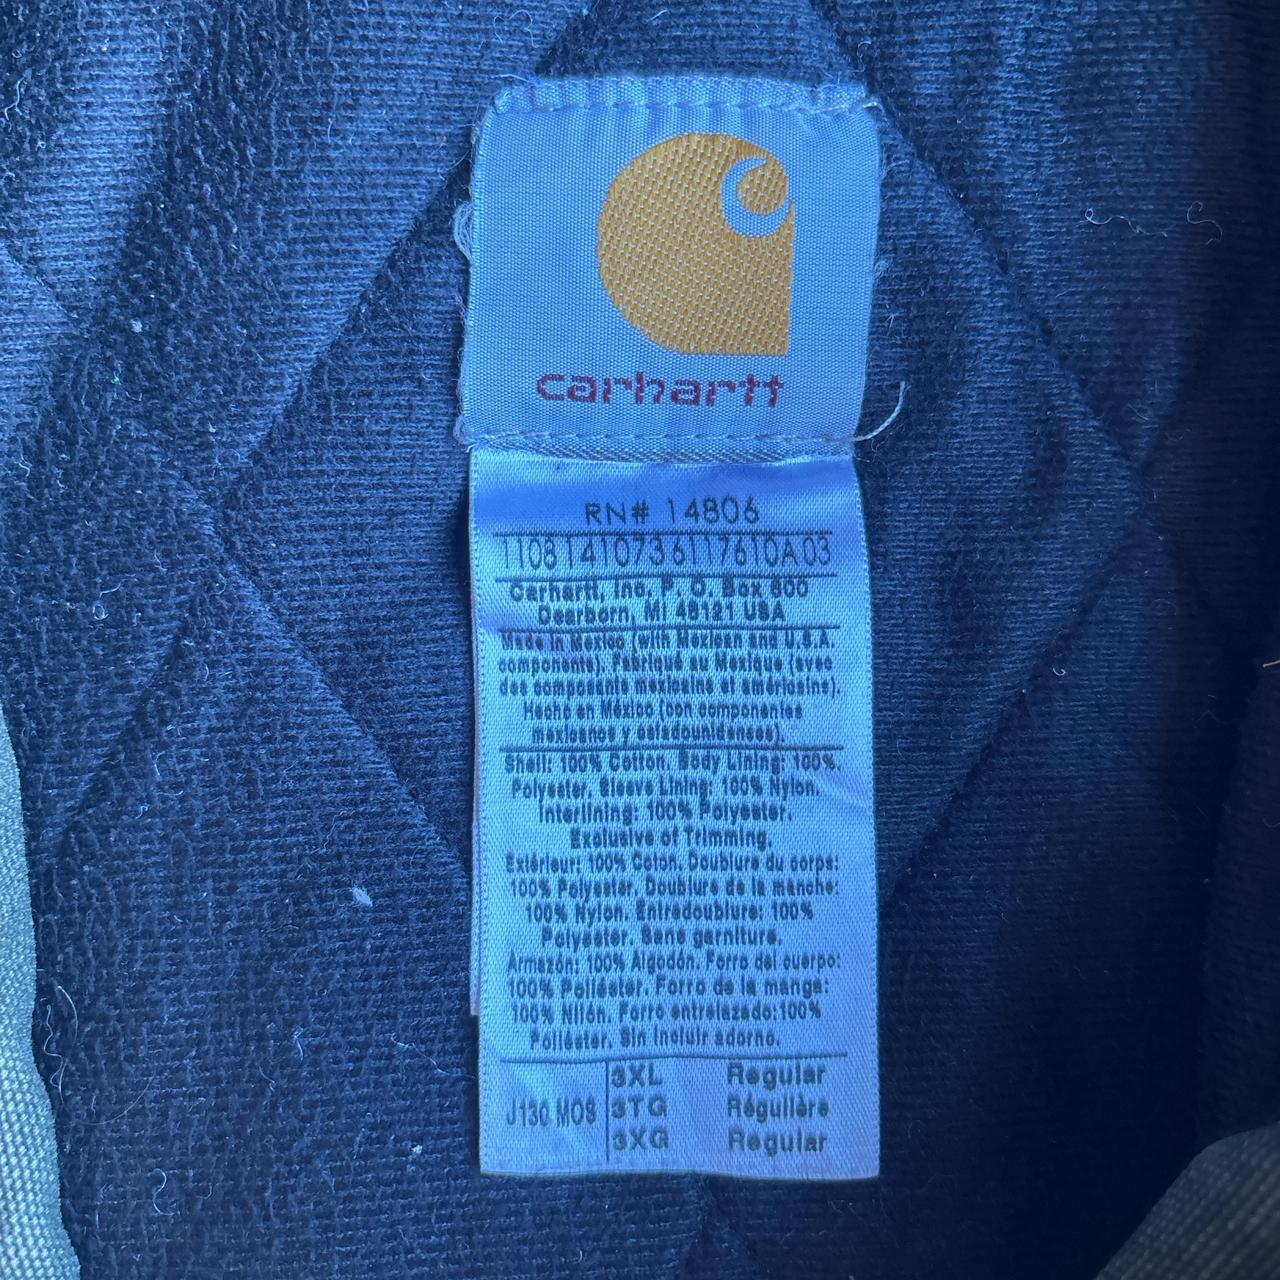 carhartt
RN# 14806
1108141073611761 0A03
Carhartt, Inc. P. O. Box 600
Dearborn, MI 48121 USA
Made in Mexico (with Mexican and U.S.A.
components). Fabriqué au Mexique (avec
des composants mexicains et américains).
Hecho en México (con componentes
mexicanos y estadounidenses).
Shell: 100% Cotton. Body Lining: 100%.
Polyester. Sleeve Lining: 100% Nylon.
Interlining: 100% Polyester.
Exclusive of Trimming.
Extérieur: 100% Coton. Doublure du corps:
100% Polyester. Doublure de la manche:
100% Nylon. Entredoublure: 100%
Polyester. Sans garniture.
Armazón: 100% Algodón. Forro del cuerpo:
100% Poliéster. Forro de la manga:
100% Nilón. Forro entrelazado:100%
Poliéster. Sin incluir adorno.
J130 MOS
3XL Regular
3TG Régulière
3XG Regular